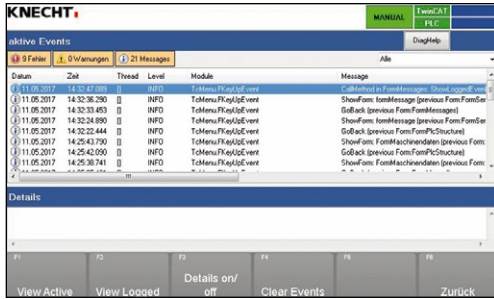 KNECHT.
MANUAL
TwinCAT
PLC
aktive Events
DiagHelp
9 Fehler
0 Warnungen
21 Messages
Alle
Datum Zeit Thread Level Module Message
11.05.2017 14:32:47.089 [] INFO TcMenu.FKeyUpEvent CallMethod in FormMessages: ShowLoggedEven
11.05.2017 14:32:36.290 [] INFO TcMenu.FKeyUpEvent ShowForm: formMessage (previous Form:FormSer
11.05.2017 14:32:33.453 [] INFO TcMenu.FKeyUpEvent GoBack (previous Form:FormMessages)
11.05.2017 14:32:24.890 [] INFO TcMenu.FKeyUpEvent ShowForm: formMessage (previous Form:FormSer
11.05.2017 14:32:22.444 [] INFO TcMenu.FKeyUpEvent GoBack (previous Form:FormPlcStructure)
11.05.2017 14:25:43.790 [] INFO TcMenu.FKeyUpEvent ShowForm: FormMaschinendaten (previous Form:
11.05.2017 14:25:42.090 [] INFO TcMenu.FKeyUpEvent GoBack (previous Form:FormPlcStructure)
11.05.2017 14:25:38.741 [] INFO TcMenu.FKeyUpEvent ShowForm: FormMaschinendaten (previous Form:
Details
F1 F2 F3 F4 F5 F8
View Active
View Logged
Details on/
off
Clear Events
Zurück